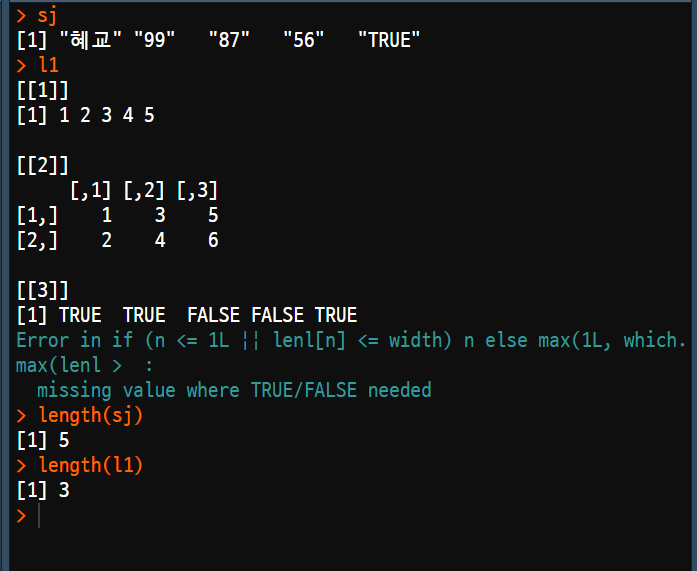 > sj
[1] "혜교" "99"   "87"   "56"   "TRUE"
> l1
[[1]]
[1] 1 2 3 4 5
[[2]]
     [,1] [,2] [,3]
[1,]    1    3    5
[2,]    2    4    6
[[3]]
[1] TRUE  TRUE  FALSE FALSE TRUE
Error in if (n <= 1L || lenl[n] <= width) n else max(1L, which.
max(lenl >  :
  missing value where TRUE/FALSE needed
> length(sj)
[1] 5
> length(l1)
[1] 3
>